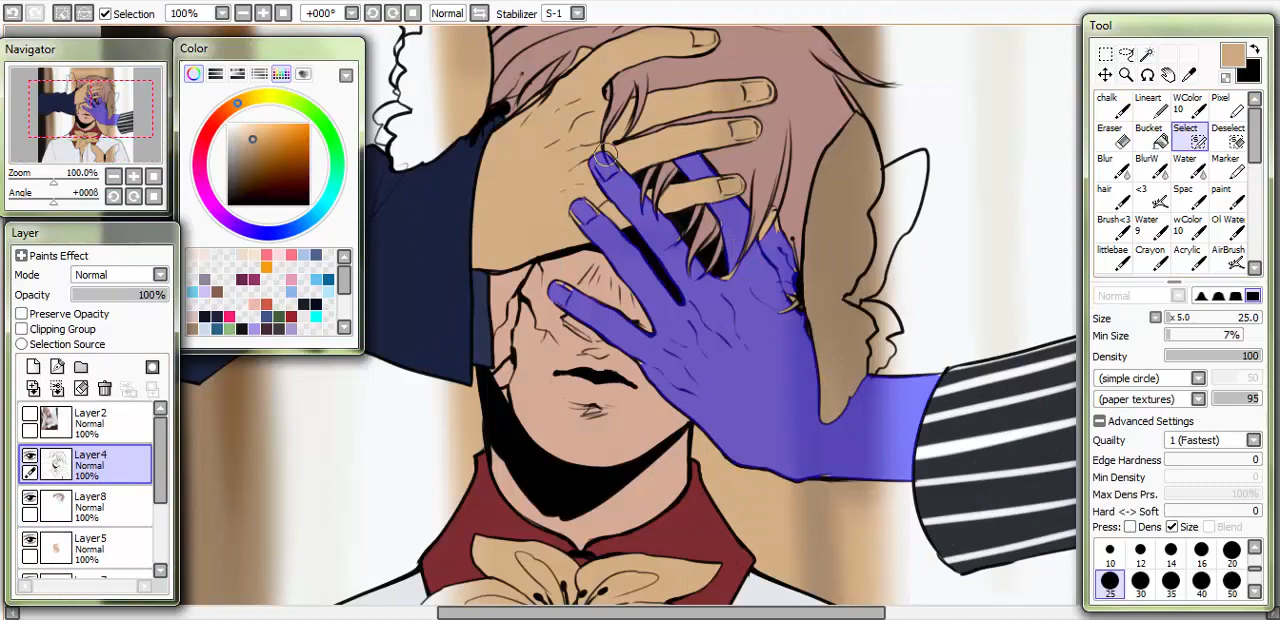 Selection 100% +000° Normal Stabilizer S-1
Navigator
Zoom 100.0%
Angle +000ß
Color
Layer
Paints Effect
Mode Normal
Opacity 100%
Preserve Opacity
Clipping Group
Selection Source
Layer2
Normal
100%
Layer4
Normal
100%
Layer8
Normal
100%
Layer5
Normal
100%
Tool
chalk Lineart WColor Pixel
10
Eraser Bucket Select Deselect
Blur BlurW Water Marker
hair <3 Spac paint
Brush<3 Water wColor Ol Wate
9 10
littlebae Crayon Acrylic AirBrush
Normal
Size x 5.0 25.0
Min Size 7%
Density 100
(simple circle) 50
(paper textures) 95
Advanced Settings
Quality 1 (Fastest)
Edge Hardness 0
Min Density 0
Max Dens Prs. 100%
Hard <-> Soft 0
Press: Dens Size Blend
10 12 14 16 20
25 30 35 40 50